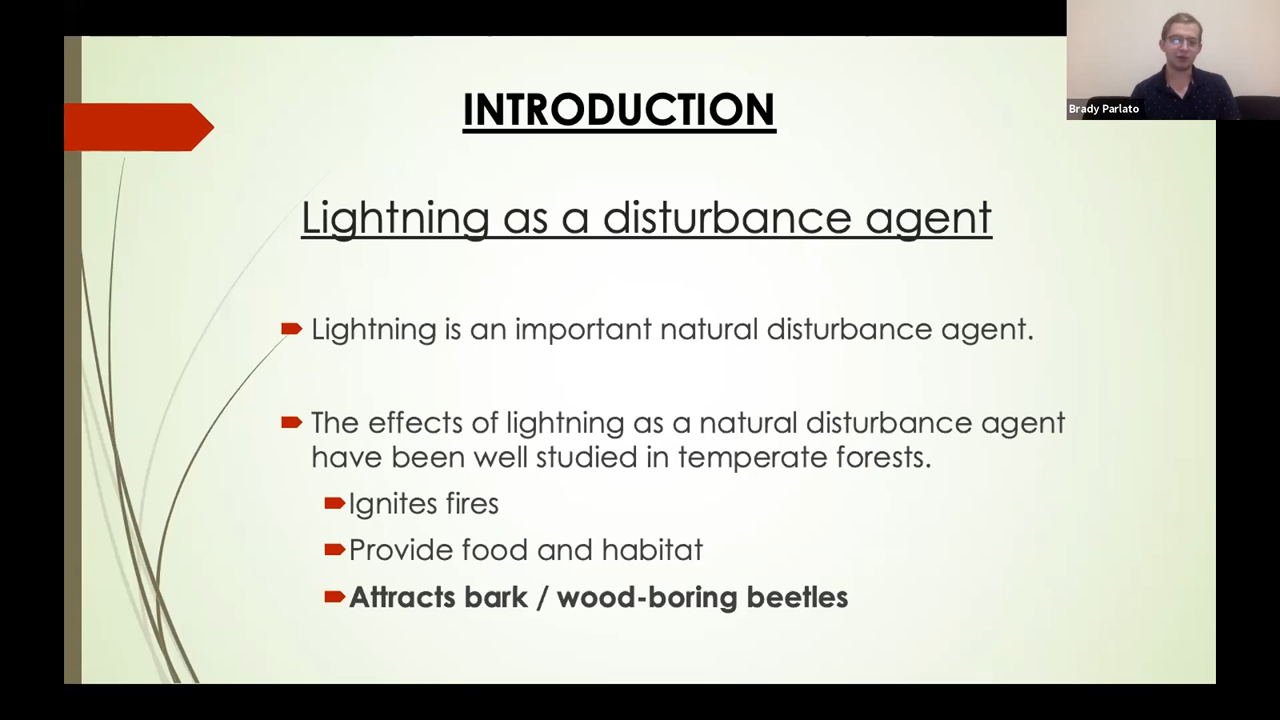 INTRODUCTION
Brady Parlato
Lightning as a disturbance agent
Lightning is an important natural disturbance agent.
The effects of lightning as a natural disturbance agent
have been well studied in temperate forests.
Ignites fires
Provide food and habitat
Attracts bark / wood-boring beetles